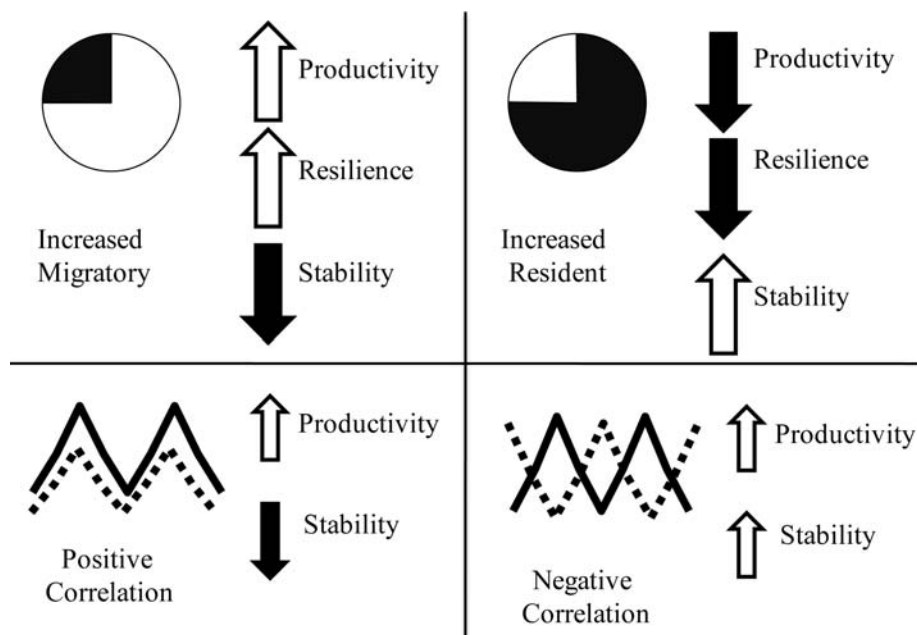 Productivity
Resilience
Increased
Migratory
Stability
Productivity
Resilience
Increased
Resident
Stability
Productivity
Stability
Positive
Correlation
Productivity
Stability
Negative
Correlation